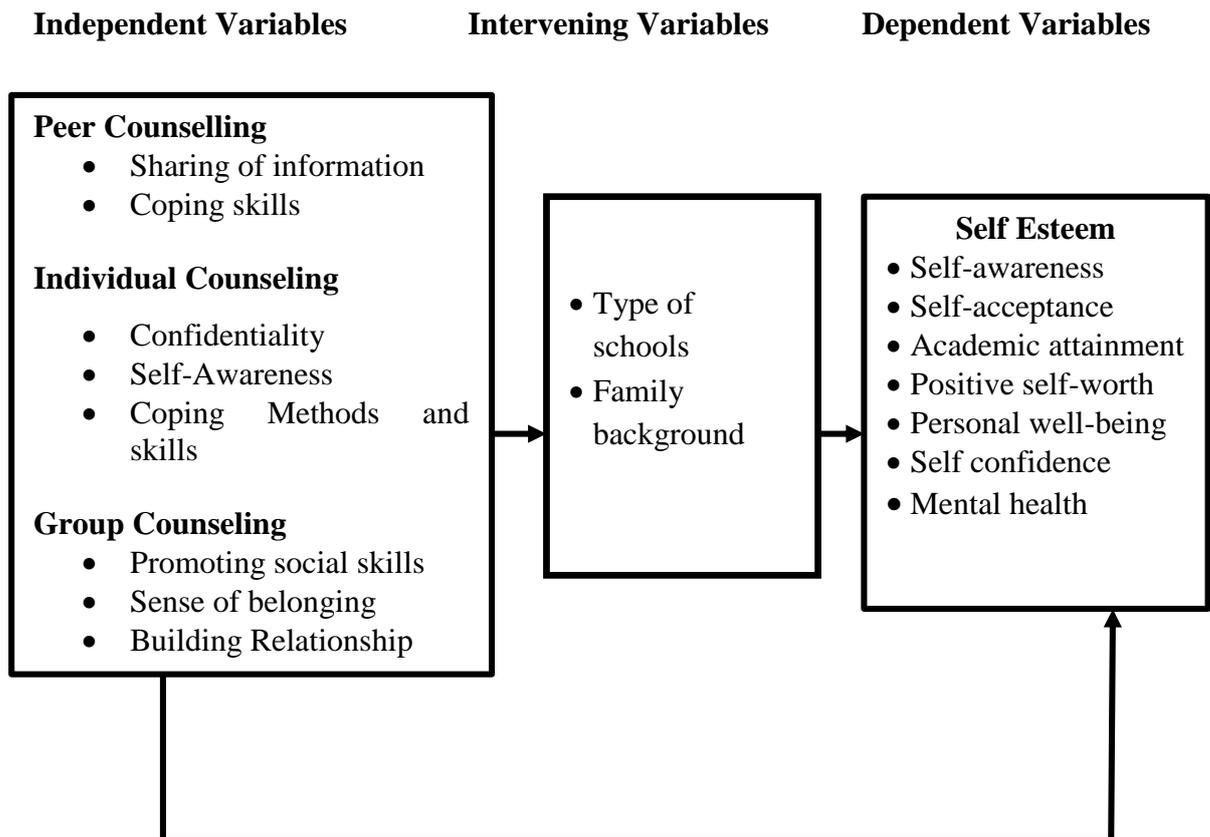 Independent Variables
Intervening Variables
Dependent Variables
Peer Counselling
• Sharing of information
• Coping skills
Individual Counseling
• Confidentiality
• Self-Awareness
• Coping Methods and
skills
Group Counseling
• Promoting social skills
• Sense of belonging
• Building Relationship
• Type of
schools
• Family
background
Self Esteem
• Self-awareness
• Self-acceptance
• Academic attainment
• Positive self-worth
• Personal well-being
• Self confidence
• Mental health